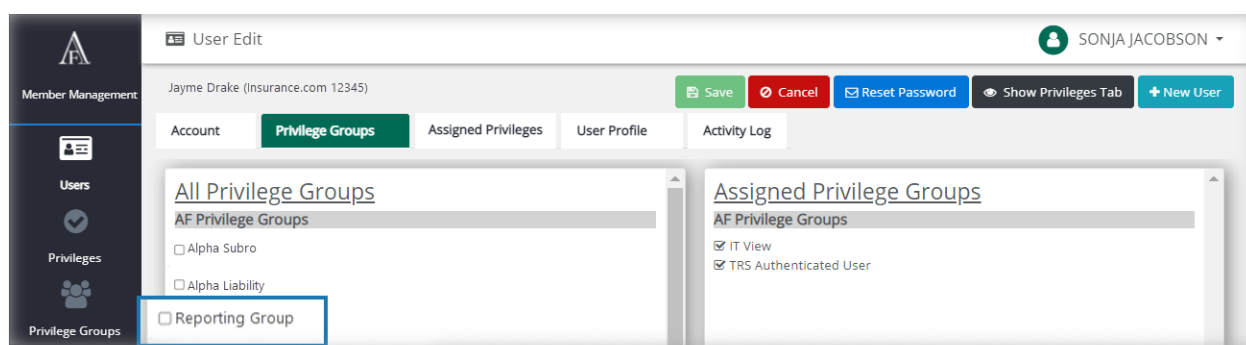 AF
User Edit
SONJA JACOBSON
Member Management
Jayme Drake (Insurance.com 12345)
Save
Cancel
Reset Password
Show Privileges Tab
+ New User
Account
Privilege Groups
Assigned Privileges
User Profile
Activity Log
Users
Privileges
Privilege Groups
All Privilege Groups
AF Privilege Groups
Alpha Subro
Alpha Liability
Reporting Group
Assigned Privilege Groups
AF Privilege Groups
IT View
TRS Authenticated User